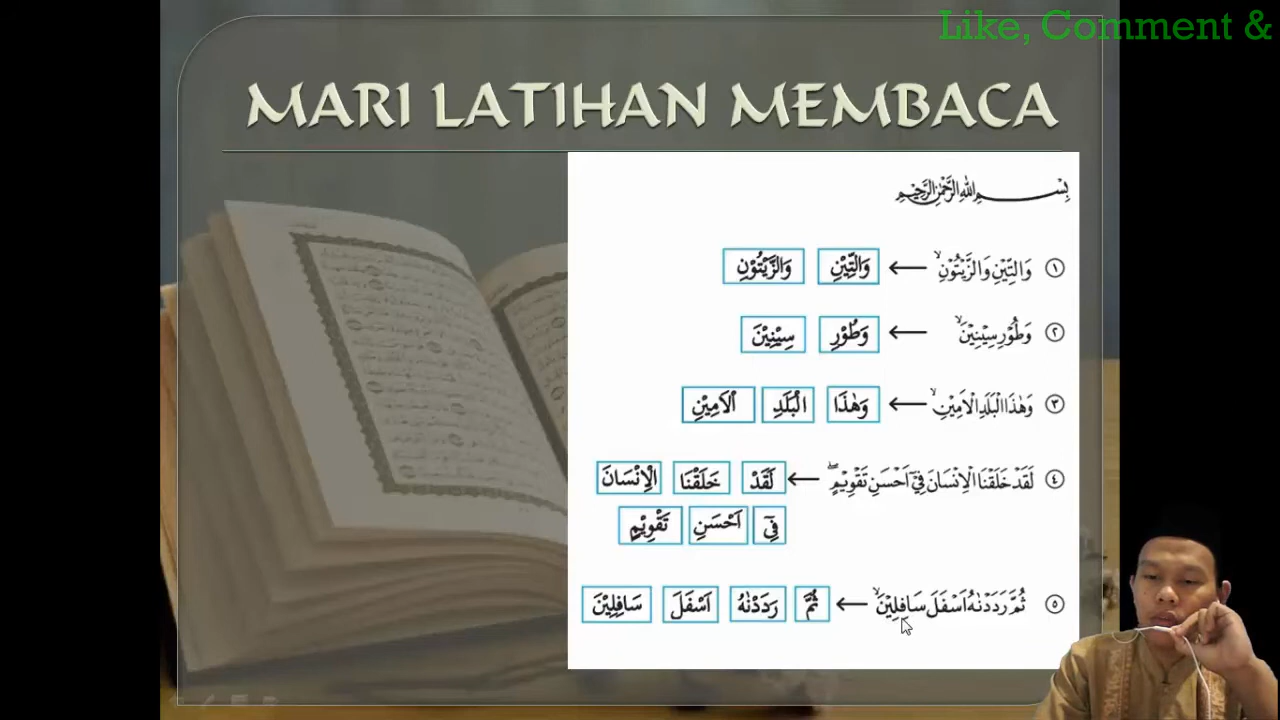 Like, Comment &
MARI LATIHAN MEMBACA
بِسْمِ اللهِ الرَّحْمٰنِ الرَّحِيْمِ
١ وَالتِّيْنِ وَالزَّيْتُوْنِۙ ← وَالتِّيْنِ وَالزَّيْتُوْنِ
٢ وَطُوْرِ سِيْنِيْنَۙ ← وَطُوْرِ سِيْنِيْنَ
٣ وَهٰذَا الْبَلَدِ الْاَمِيْنِۙ ← وَهٰذَا الْبَلَدِ الْاَمِيْنِ
٤ لَقَدْ خَلَقْنَا الْاِنْسَانَ فِيْٓ اَحْسَنِ تَقْوِيْمٍۖ ← لَقَدْ خَلَقْنَا الْاِنْسَانَ
فِيْٓ اَحْسَنِ تَقْوِيْمٍ
٥ ثُمَّ رَدَدْنٰهُ اَسْفَلَ سَافِلِيْنَۙ ← ثُمَّ رَدَدْنٰهُ اَسْفَلَ سَافِلِيْنَ